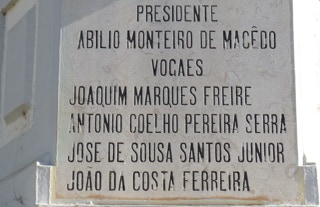 PRESIDENTE
ABILIO MONTEIRO DE MACÊDO
VOGAES
JOAQUIM MARQUES FREIRE
ANTONIO COELHO PEREIRA SERRA
JOSE DE SOUSA SANTOS JUNIOR
JOÃO DA COSTA FERREIRA